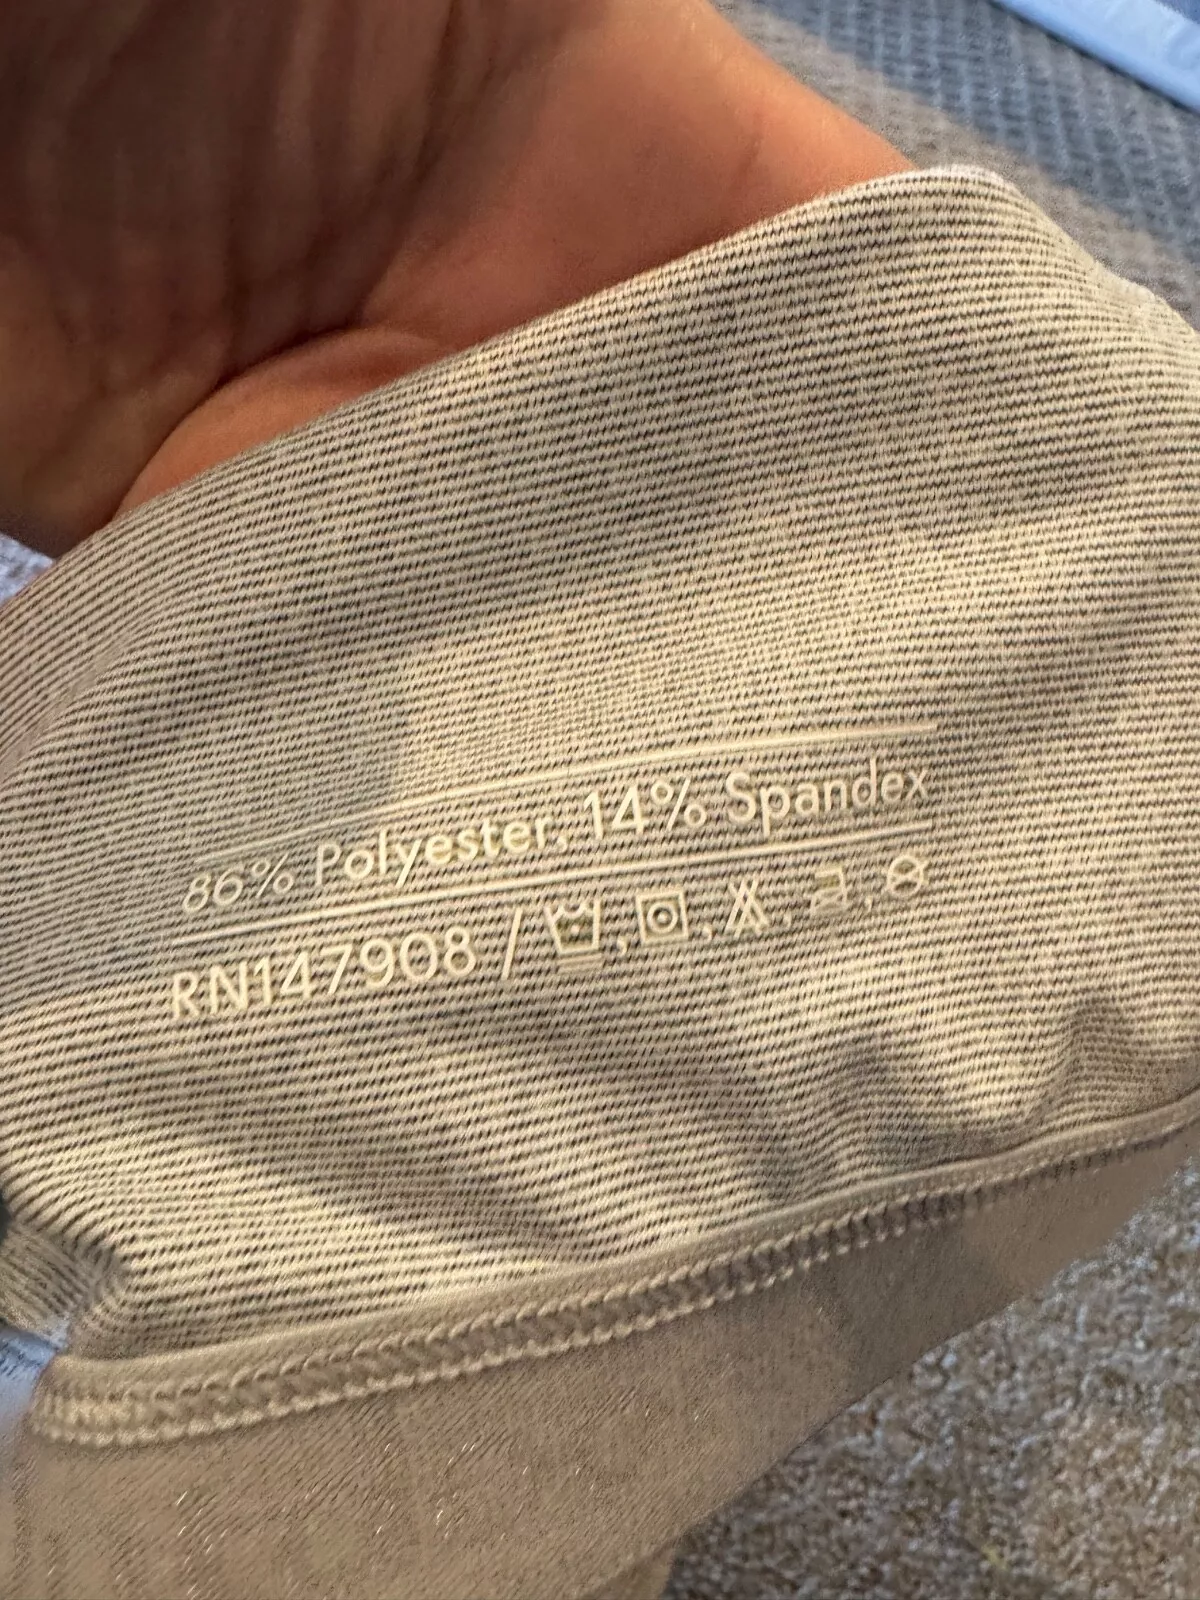 86% Polyester, 14% Spandex
RN147908 /